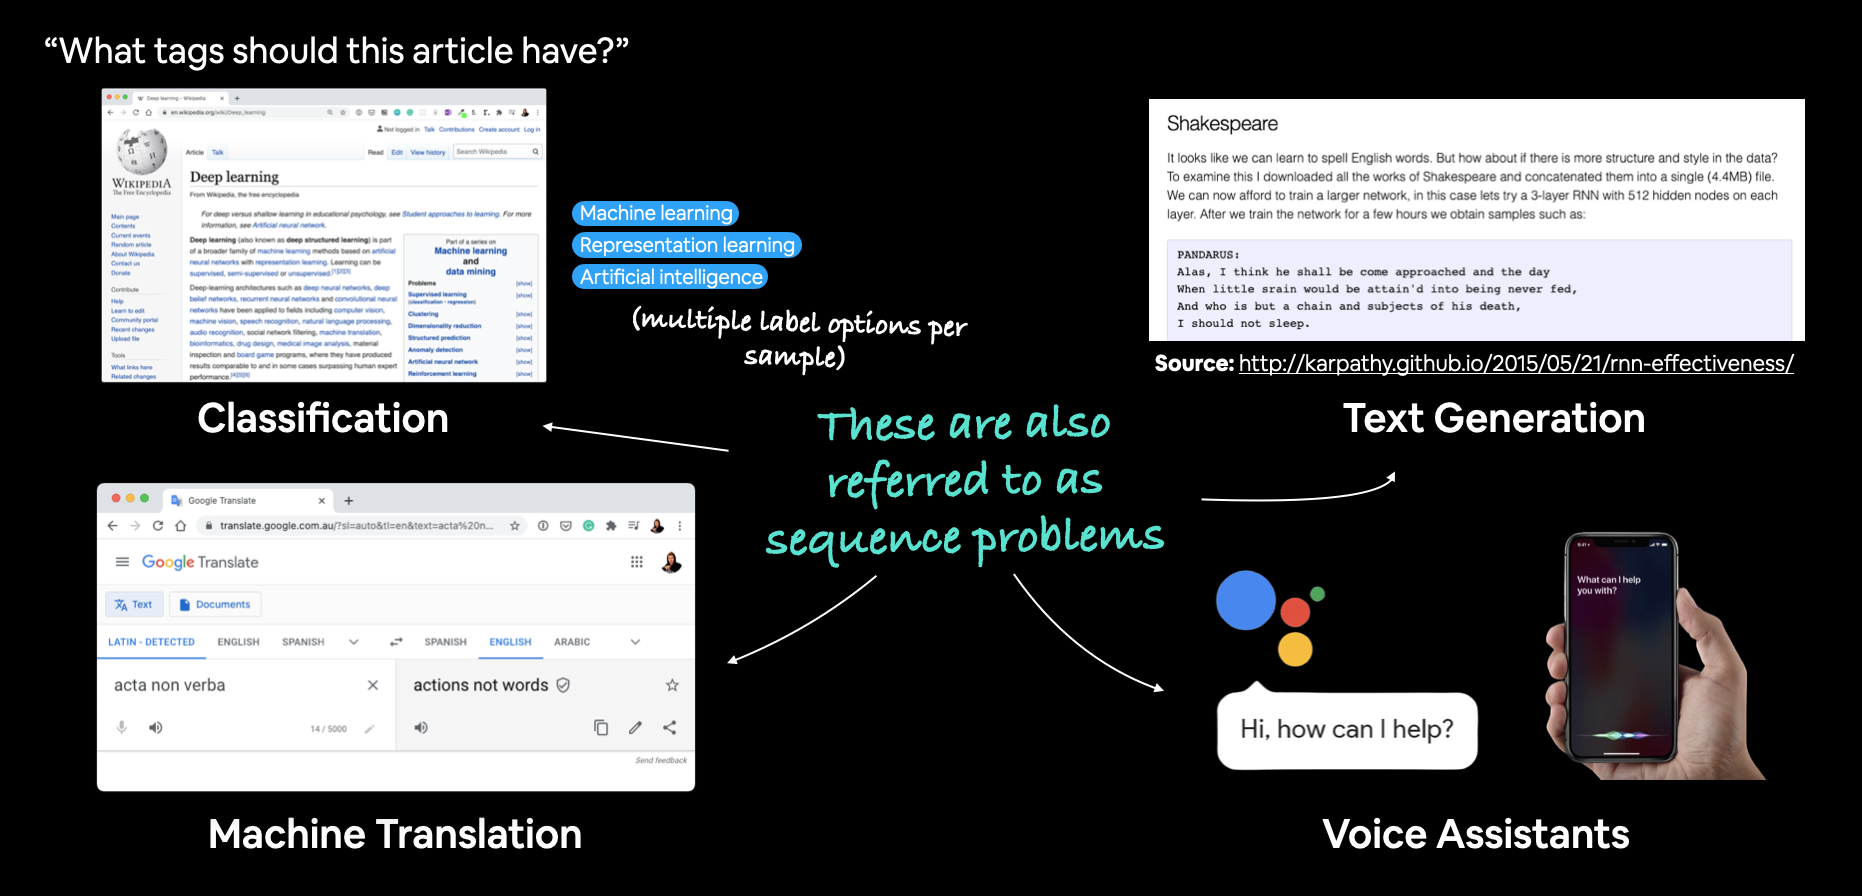 “What tags should this article have?”
Deep learning - Wikipedia
en.wikipedia.org/wiki/Deep_learning
Not logged in Talk Contributions Create account Log in
Article Talk Read Edit View history Search Wikipedia
WIKIPEDIA
The Free Encyclopedia
Main page
Contents
Current events
Random article
About Wikipedia
Contact us
Donate
Contribute
Help
Learn to edit
Community portal
Recent changes
Upload file
Tools
What links here
Related changes
Deep learning
From Wikipedia, the free encyclopedia
For deep versus shallow learning in educational psychology, see Student approaches to learning. For more
information, see Artificial neural network.
Deep learning (also known as deep structured learning) is part
of a broader family of machine learning methods based on artificial
neural networks with representation learning. Learning can be
supervised, semi-supervised or unsupervised.[1][2][3]
Deep-learning architectures such as deep neural networks, deep
belief networks, recurrent neural networks and convolutional neural
networks have been applied to fields including computer vision,
machine vision, speech recognition, natural language processing,
audio recognition, social network filtering, machine translation,
bioinformatics, drug design, medical image analysis, material
inspection and board game programs, where they have produced
results comparable to and in some cases surpassing human expert
performance.[4][5][6]
Part of a series on
Machine learning
and
data mining
Problems [show]
Supervised learning [show]
(classification • regression)
Clustering [show]
Dimensionality reduction [show]
Structured prediction [show]
Anomaly detection [show]
Artificial neural network [show]
Reinforcement learning [show]
Machine learning
Representation learning
Artificial intelligence
(multiple label options per
sample)
Classification
Shakespeare
It looks like we can learn to spell English words. But how about if there is more structure and style in the data?
To examine this I downloaded all the works of Shakespeare and concatenated them into a single (4.4MB) file.
We can now afford to train a larger network, in this case lets try a 3-layer RNN with 512 hidden nodes on each
layer. After we train the network for a few hours we obtain samples such as:
PANDARUS:
Alas, I think he shall be come approached and the day
When little srain would be attain'd into being never fed,
And who is but a chain and subjects of his death,
I should not sleep.
Source: http://karpathy.github.io/2015/05/21/rnn-effectiveness/
Text Generation
These are also
referred to as
sequence problems
Google Translate
translate.google.com.au/?sl=auto&tl=en&text=acta%20n...
Google Translate
Text Documents
LATIN - DETECTED ENGLISH SPANISH SPANISH ENGLISH ARABIC
acta non verba
actions not words
14 / 5000
Send feedback
Machine Translation
Hi, how can I help?
9:41
What can I help
you with?
Voice Assistants